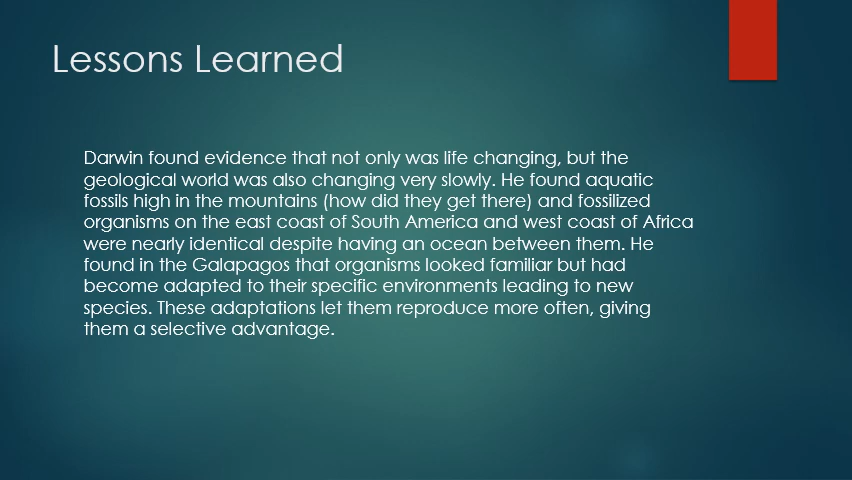 Lessons Learned
Darwin found evidence that not only was life changing, but the
geological world was also changing very slowly. He found aquatic
fossils high in the mountains (how did they get there) and fossilized
organisms on the east coast of South America and west coast of Africa
were nearly identical despite having an ocean between them. He
found in the Galapagos that organisms looked familiar but had
become adapted to their specific environments leading to new
species. These adaptations let them reproduce more often, giving
them a selective advantage.